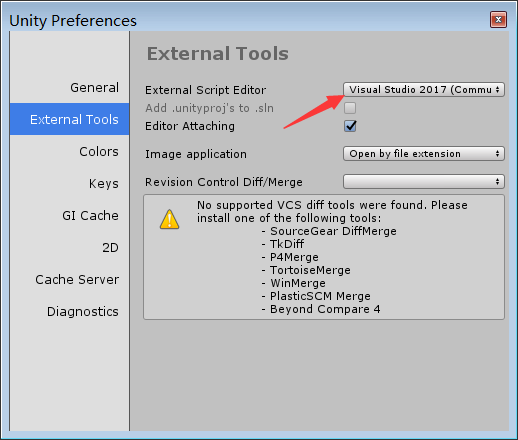 Unity Preferences
External Tools
General
External Tools
Colors
Keys
GI Cache
2D
Cache Server
Diagnostics
External Script Editor
Visual Studio 2017 (Commu
Add .unityproj's to .sln
Editor Attaching
Image application
Open by file extension
Revision Control Diff/Merge
No supported VCS diff tools were found. Please
install one of the following tools:
- SourceGear DiffMerge
- TkDiff
- P4Merge
- TortoiseMerge
- WinMerge
- PlasticSCM Merge
- Beyond Compare 4